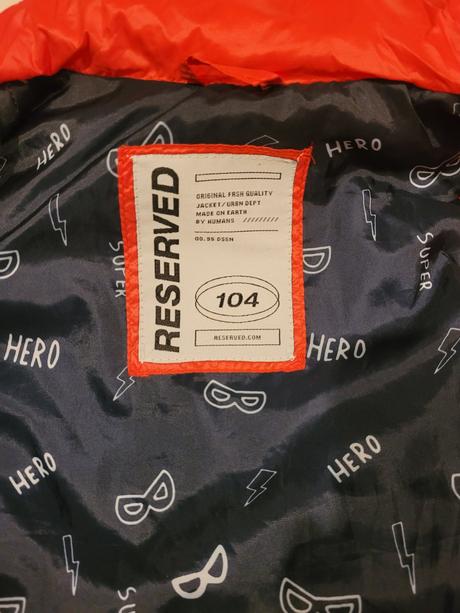 HERO
HERO
RESERVED
ORIGINAL FRSH QUALITY
JACKET/URBN DEPT
MADE ON EARTH
BY HUMANS //////////
SUPER
SUPER
104
RESERVED.COM
HERO
HERO
HERO
HERO
SU